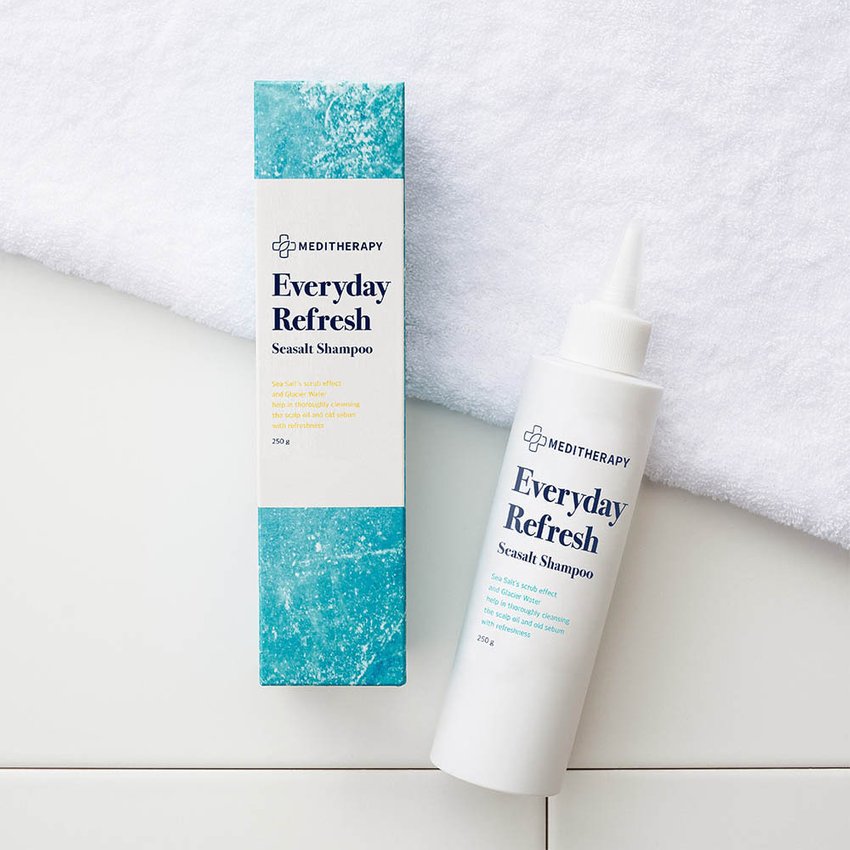 MEDITHERAPY
Everyday
Refresh
Seasalt Shampoo
Sea Salt's scrub effect
and Glacier Water
help in thoroughly cleansing
the scalp oil and old sebum
with refreshness
250 g
MEDITHERAPY
Everyday
Refresh
Seasalt Shampoo
Sea Salt's scrub effect
and Glacier Water
help in thoroughly cleansing
the scalp oil and old sebum
with refreshness
250 g